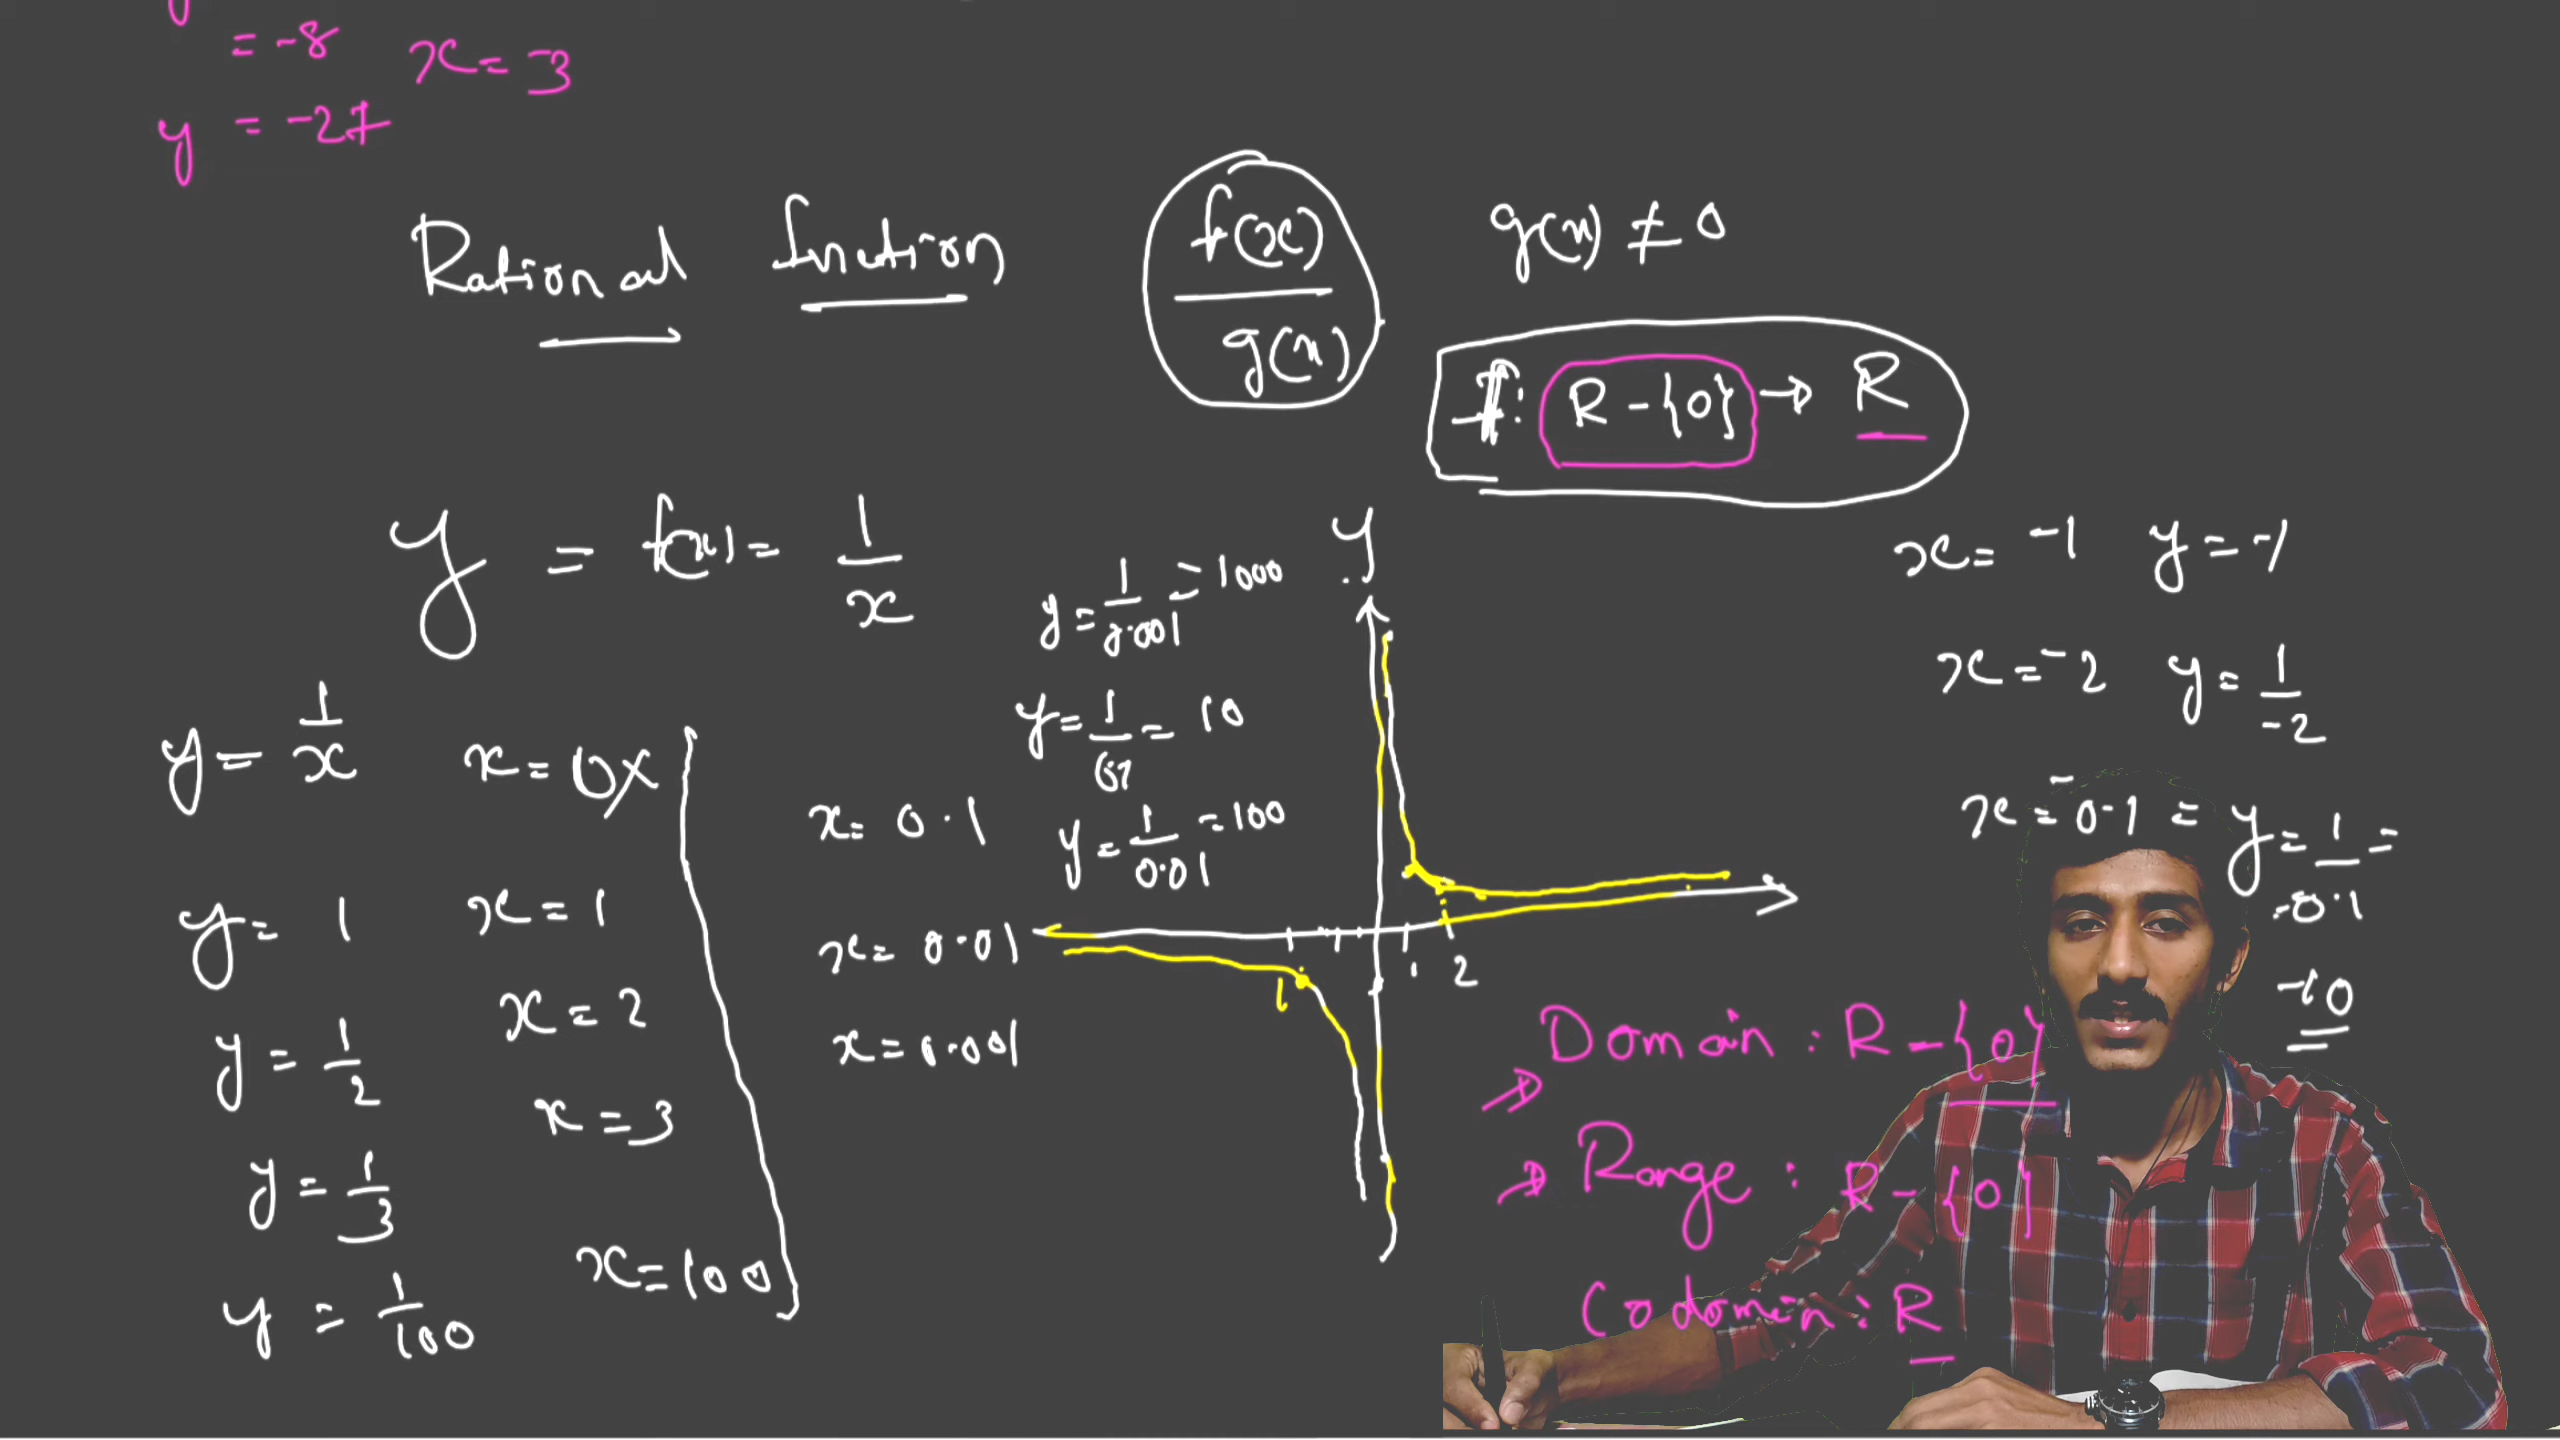 = -8 x = 3
y = -27
Rational function f(x) / g(x) g(x) ≠ 0
f: R - {0} → R
y = f(x) = 1/x
y
y = 1/0.001 = 1000
y = 1/0.1 = 10
y = 1/0.01 = 100
x = -1 y = -1
x = -2 y = 1/-2
x = -0.1 = y = 1/-0.1 =
-10
y = 1/x x = 0 ×
y = 1 x = 1
y = 1/2 x = 2
y = 1/3 x = 3
y = 1/100 x = 100
x = 0.1
x = 0.01
x = 0.001
1 2
1
Domain : R - {0}
Range : R - {0}
Codomain : R